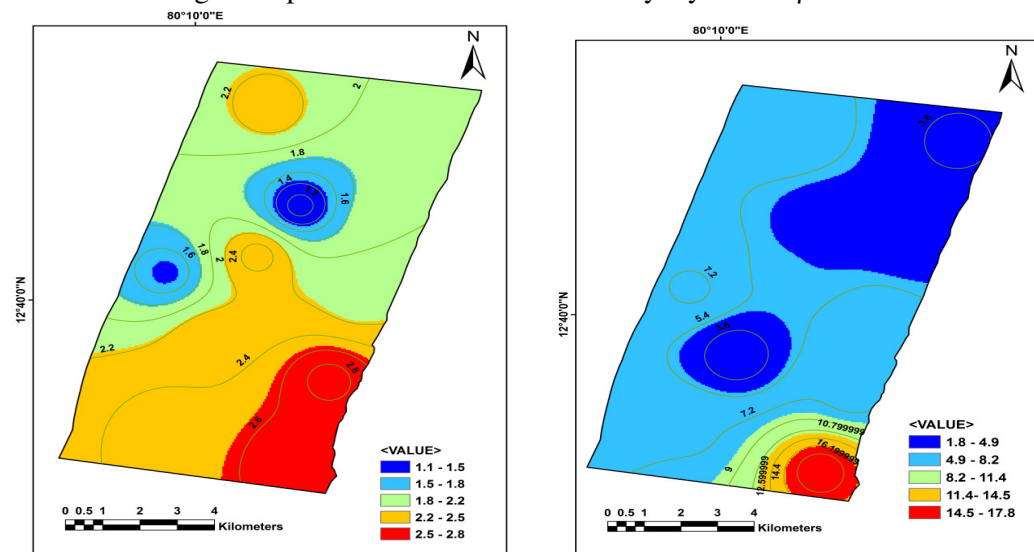 80°10'0"E
N
2.2
2
1.8
1.4
1.2
1.6
1.6
1.8
2
2.4
12°40'0"N
2.2
2.4
2.6
<VALUE>
1.1 - 1.5
1.5 - 1.8
1.8 - 2.2
2.2 - 2.5
2.5 - 2.8
0 0.5 1 2 3 4
Kilometers
80°10'0"E
N
3.6
7.2
12°40'0"N
5.4
3.6
7.2
10.799999
16.199999
9
12.599999
14.4
<VALUE>
1.8 - 4.9
4.9 - 8.2
8.2 - 11.4
11.4- 14.5
14.5 - 17.8
0 0.5 1 2 3 4
Kilometers